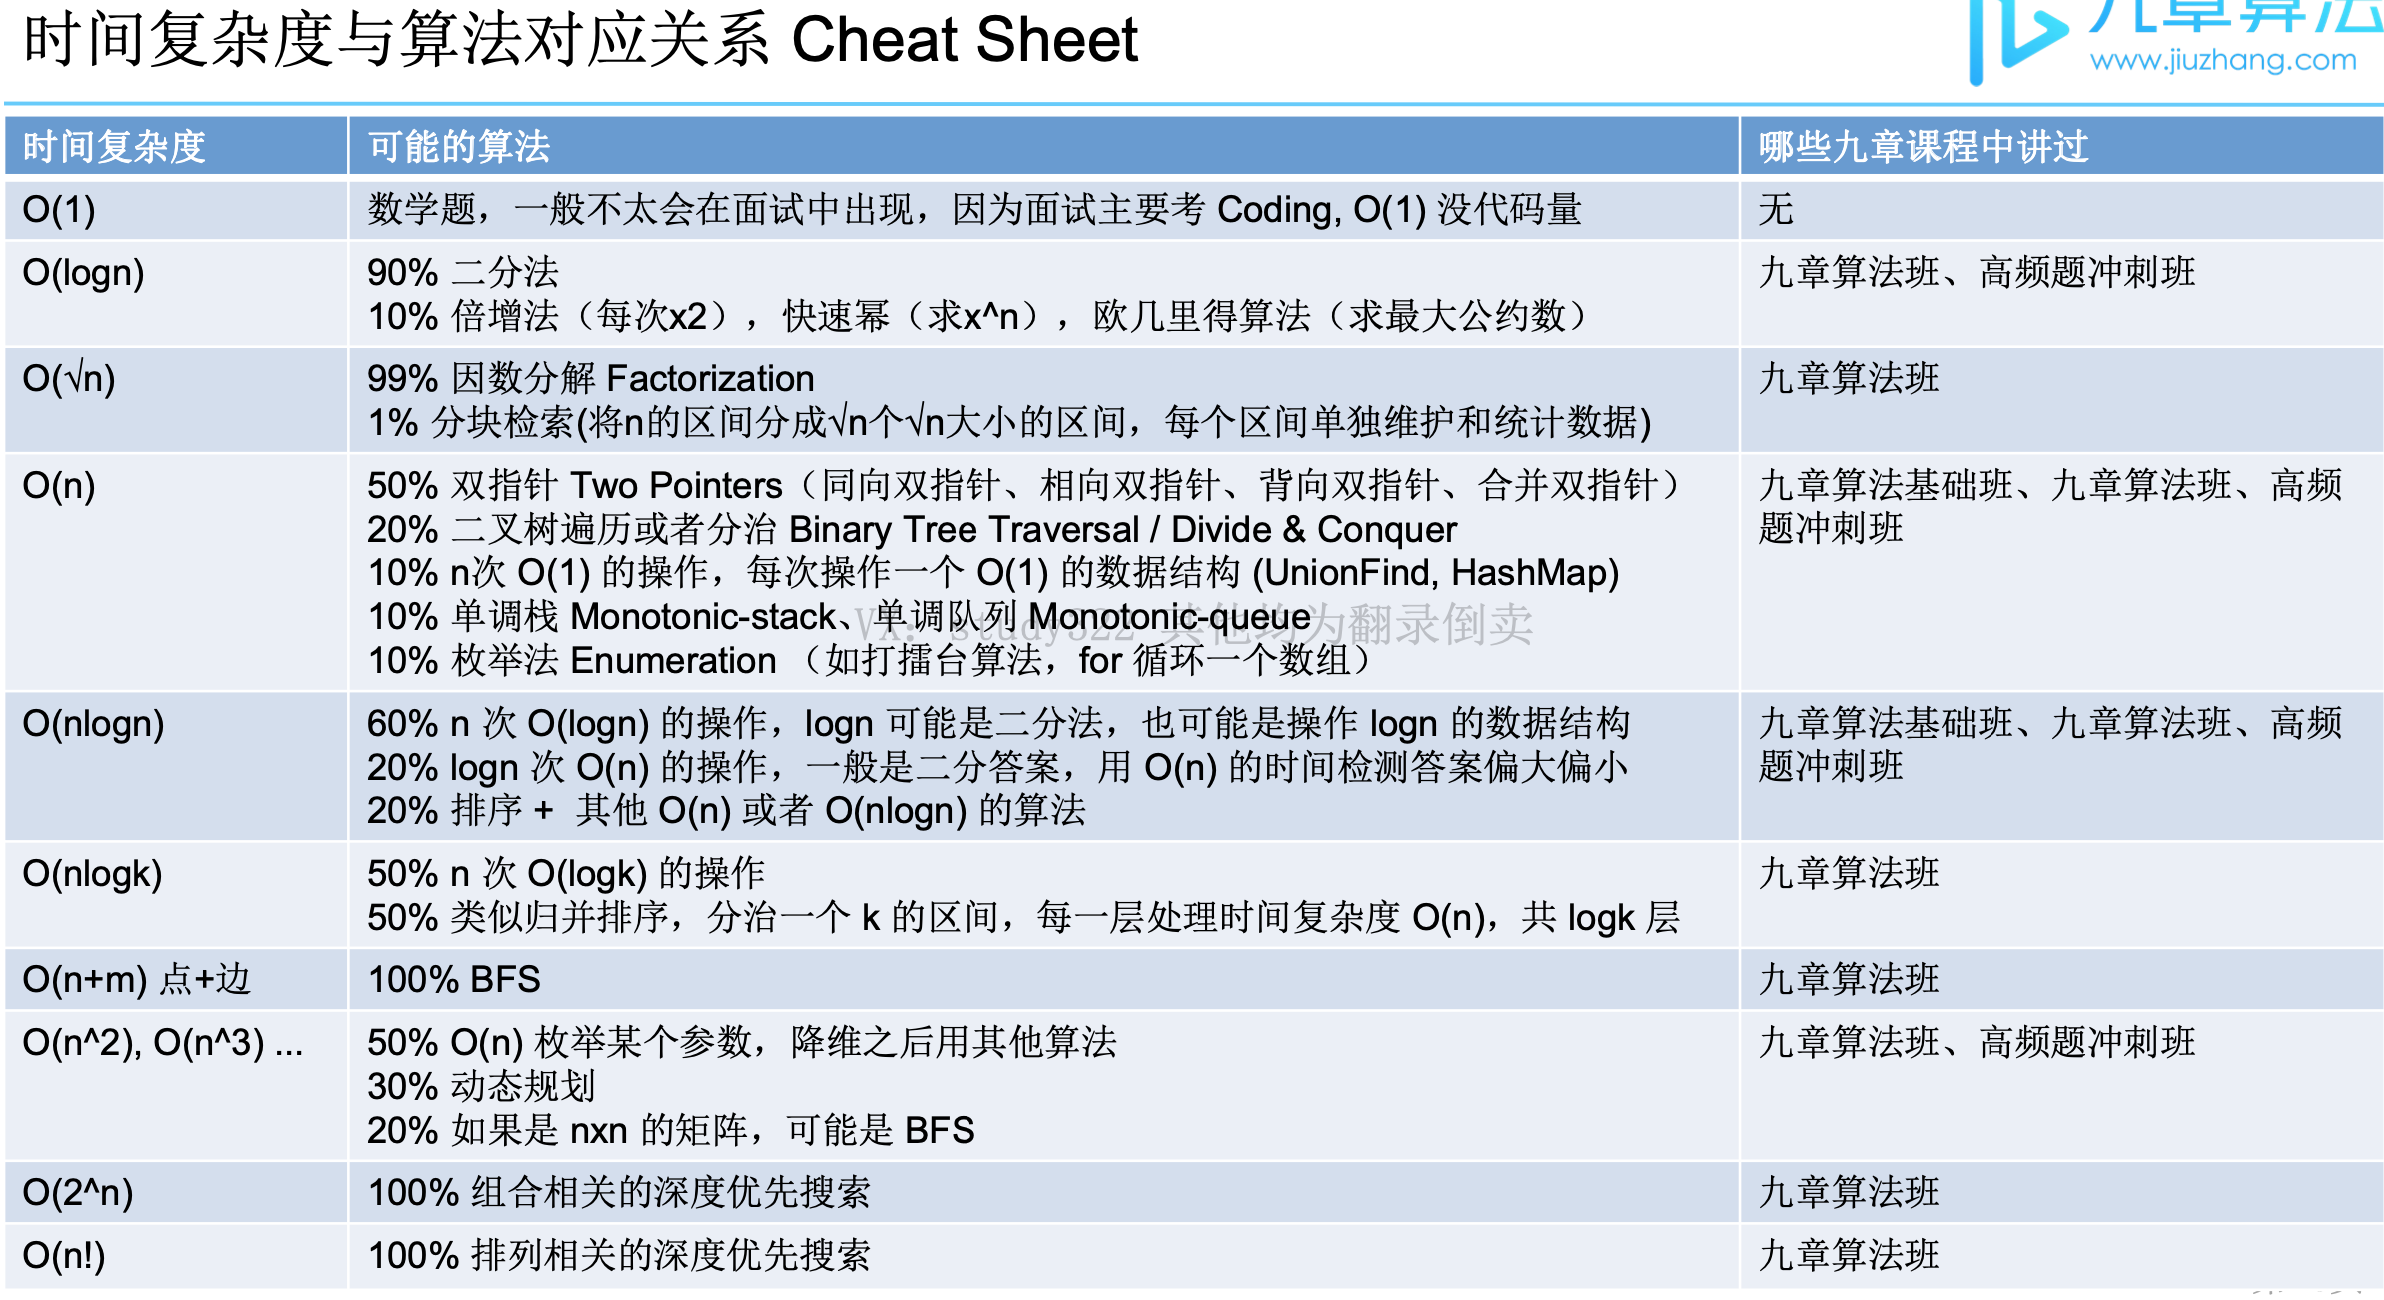 时间复杂度与算法对应关系 Cheat Sheet
九章算法
www.jiuzhang.com
时间复杂度 可能的算法 哪些九章课程中讲过
O(1) 数学题，一般不太会在面试中出现，因为面试主要考 Coding, O(1) 没代码量 无
O(logn) 90% 二分法 九章算法班、高频题冲刺班
10% 倍增法（每次x2），快速幂（求x^n），欧几里得算法（求最大公约数）
O(√n) 99% 因数分解 Factorization 九章算法班
1% 分块检索(将n的区间分成√n个√n大小的区间，每个区间单独维护和统计数据)
O(n) 50% 双指针 Two Pointers（同向双指针、相向双指针、背向双指针、合并双指针） 九章算法基础班、九章算法班、高频
20% 二叉树遍历或者分治 Binary Tree Traversal / Divide & Conquer 题冲刺班
10% n次 O(1) 的操作，每次操作一个 O(1) 的数据结构 (UnionFind, HashMap)
10% 单调栈 Monotonic-stack、单调队列 Monotonic-queue
VX: study322 其他均为翻录倒卖
10% 枚举法 Enumeration （如打擂台算法，for 循环一个数组）
O(nlogn) 60% n 次 O(logn) 的操作，logn 可能是二分法，也可能是操作 logn 的数据结构 九章算法基础班、九章算法班、高频
20% logn 次 O(n) 的操作，一般是二分答案，用 O(n) 的时间检测答案偏大偏小 题冲刺班
20% 排序 + 其他 O(n) 或者 O(nlogn) 的算法
O(nlogk) 50% n 次 O(logk) 的操作 九章算法班
50% 类似归并排序，分治一个 k 的区间，每一层处理时间复杂度 O(n)，共 logk 层
O(n+m) 点+边 100% BFS 九章算法班
O(n^2), O(n^3) ... 50% O(n) 枚举某个参数，降维之后用其他算法 九章算法班、高频题冲刺班
30% 动态规划
20% 如果是 nxn 的矩阵，可能是 BFS
O(2^n) 100% 组合相关的深度优先搜索 九章算法班
O(n!) 100% 排列相关的深度优先搜索 九章算法班